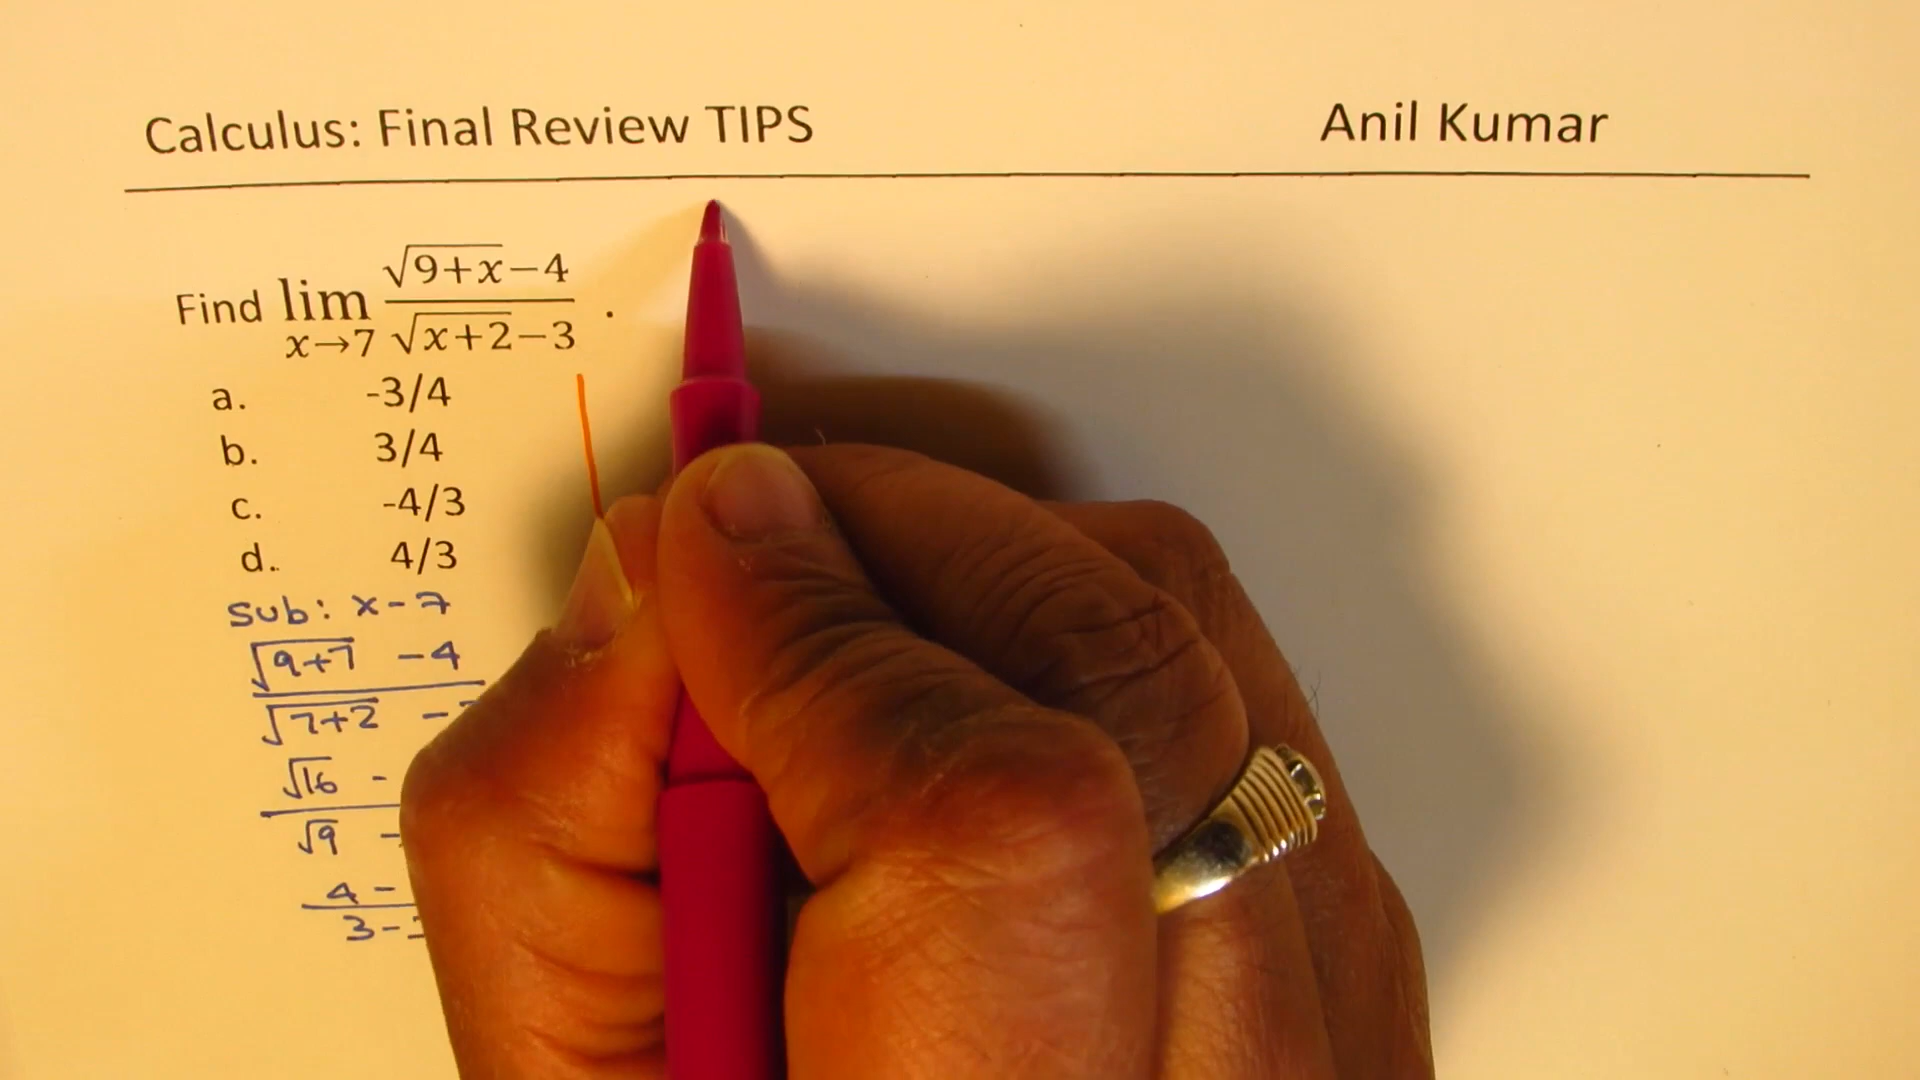 Calculus: Final Review TIPS Anil Kumar
Find lim x→7 √9+x−4 / √x+2−3 .
a. -3/4
b. 3/4
c. -4/3
d. 4/3
Sub: x - 7
√9+7 - 4
√7+2 -
√16 -
√9 -
4 -
3 -